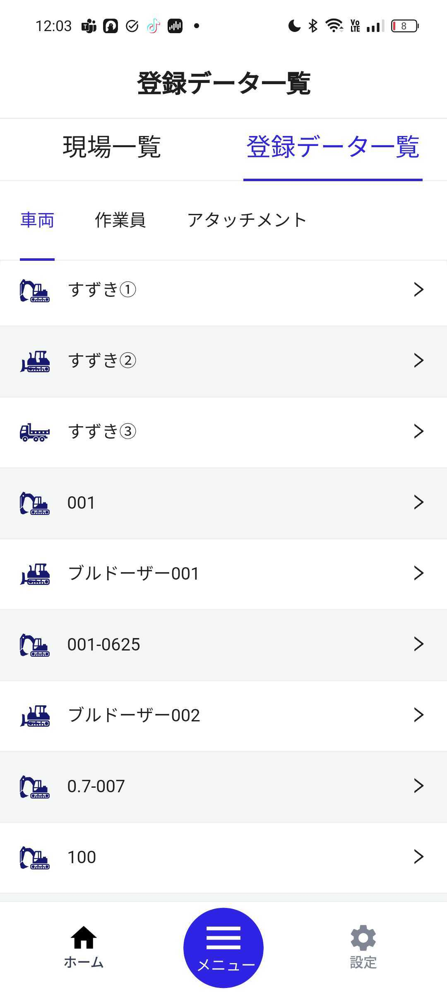 12:03
Vo LTE
8
登録データ一覧
現場一覧 登録データ一覧
車両 作業員 アタッチメント
すずき①
すずき②
すずき③
001
ブルドーザー001
001-0625
ブルドーザー002
0.7-007
100
ホーム メニュー 設定